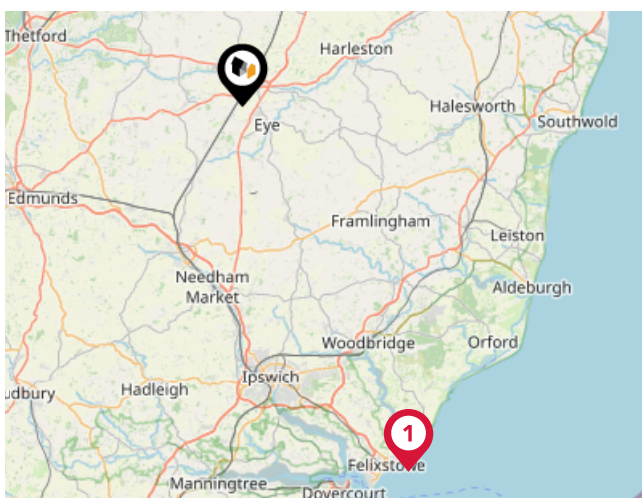 Thetford
Harleston
Halesworth
Southwold
Eye
Edmunds
Framlingham
Leiston
Needham
Market
Aldeburgh
Woodbridge
Orford
Ipswich
Hadleigh
dbury
1
Felixstowe
Manningtree
Dovercourt